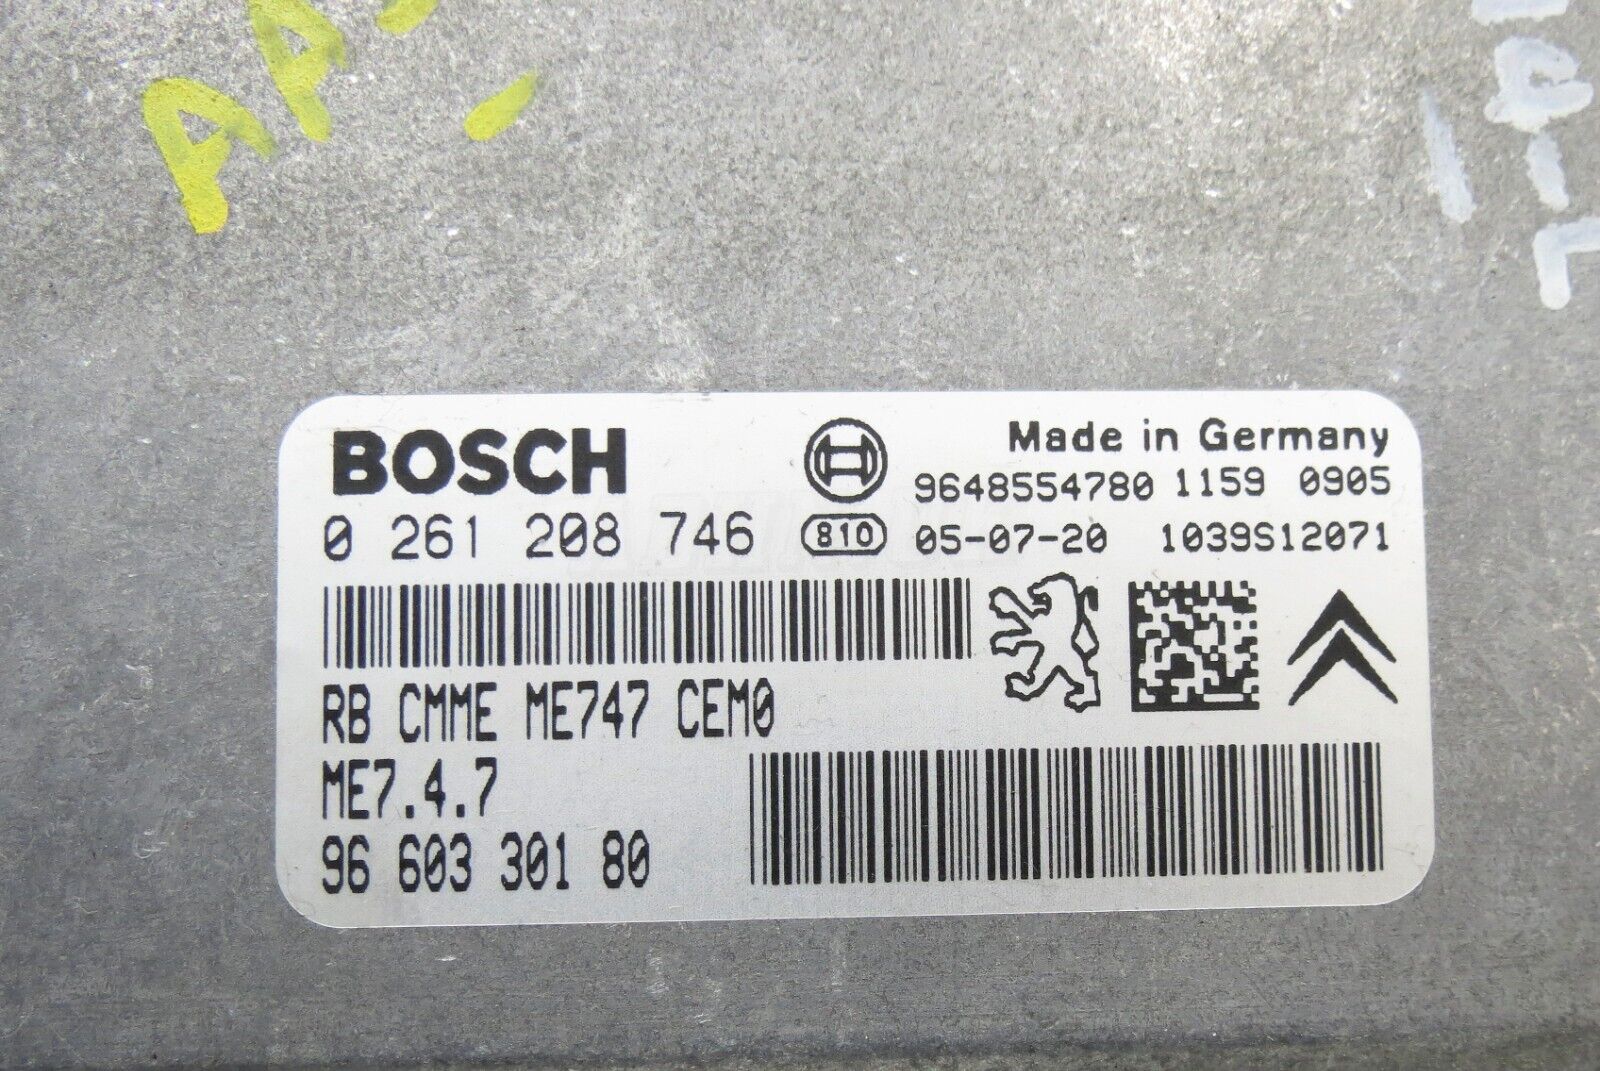 BOSCH
Made in Germany
9648554780 1159 0905
0 261 208 746 810 05-07-20 1039S12071
RB CMME ME747 CEM0
ME7.4.7
96 603 301 80